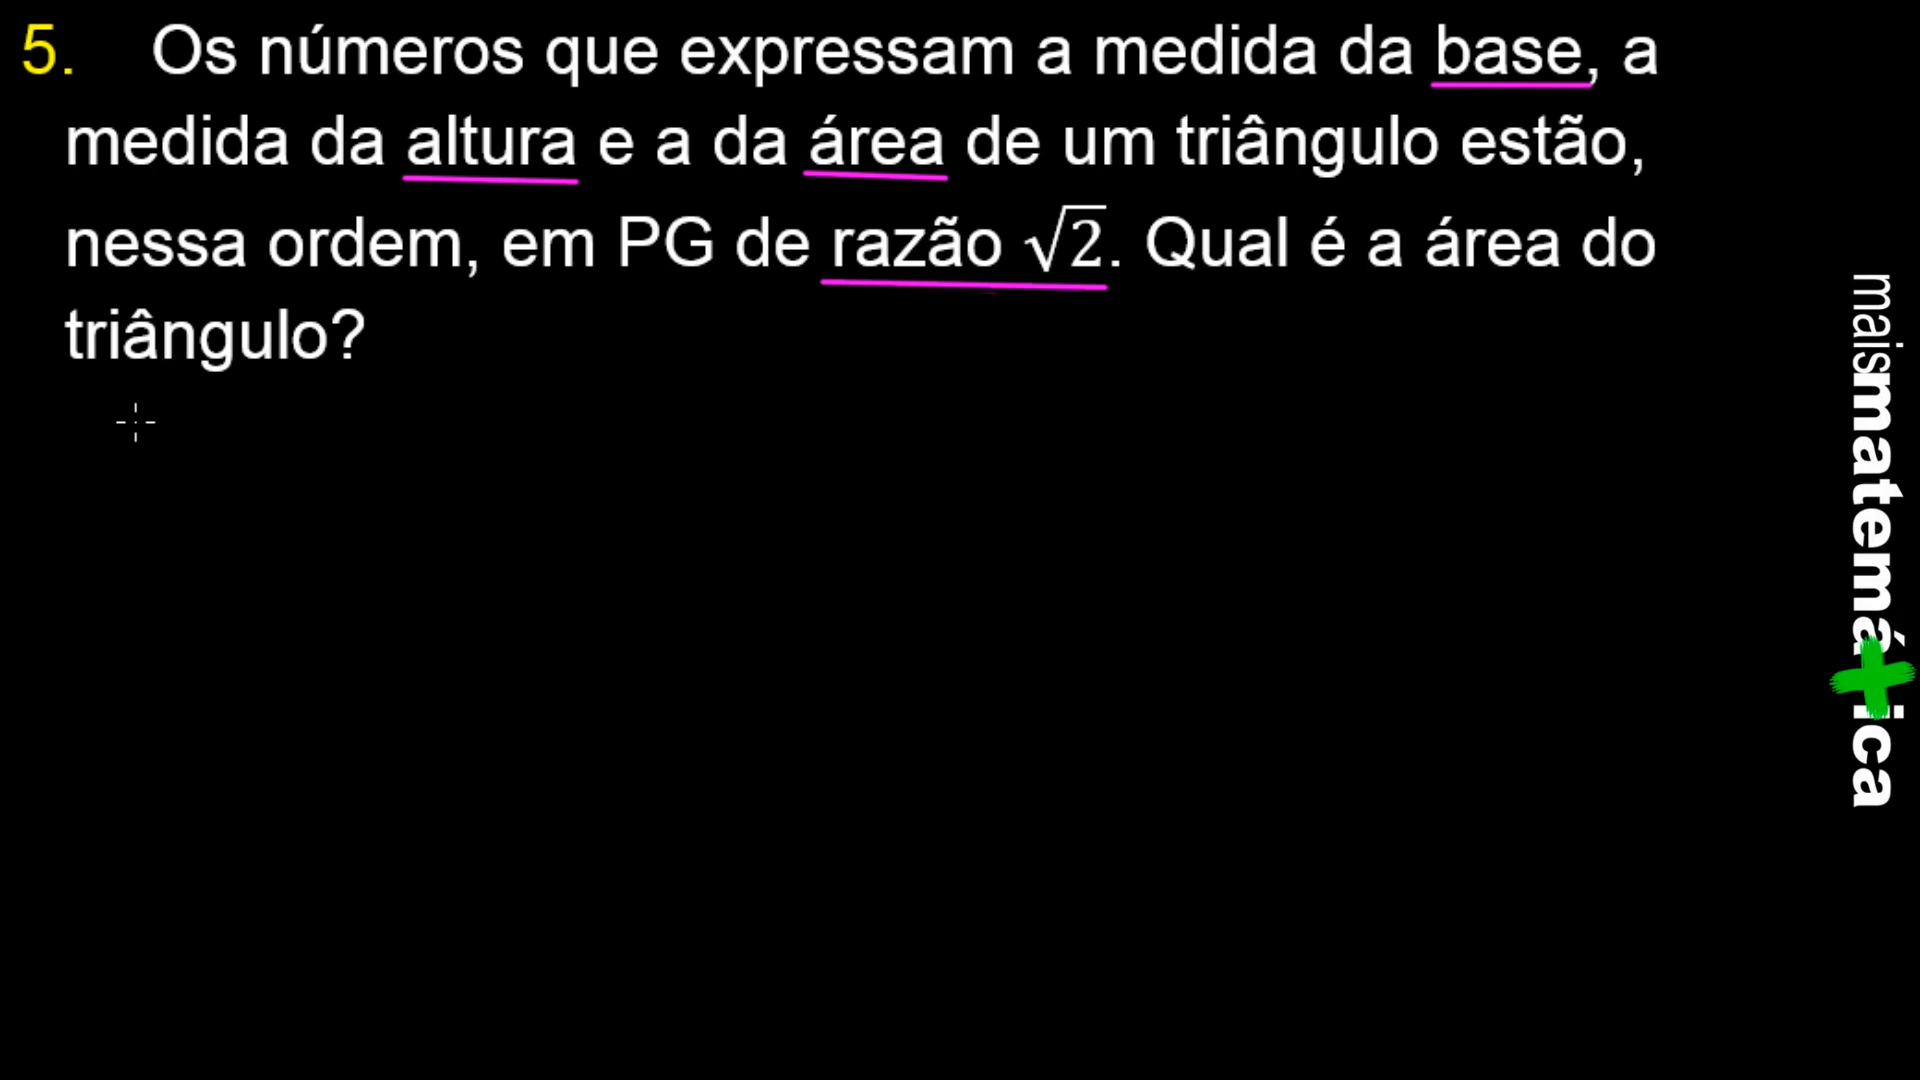 5. Os números que expressam a medida da base, a
medida da altura e a da área de um triângulo estão,
nessa ordem, em PG de razão √2. Qual é a área do
triângulo?
maismatemáica